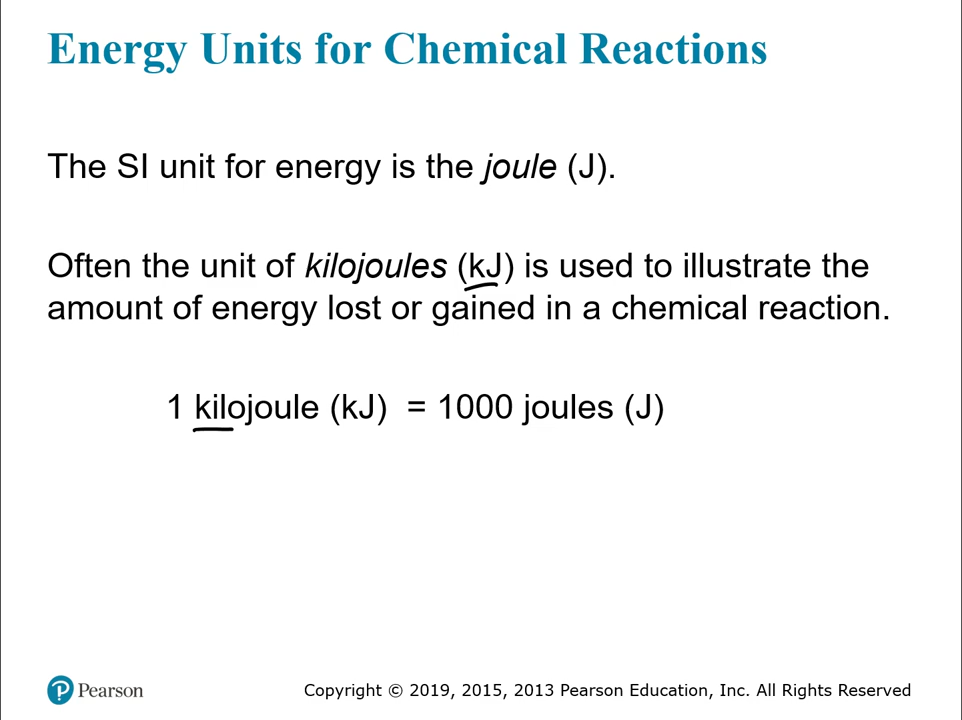 Energy Units for Chemical Reactions
The SI unit for energy is the joule (J).
Often the unit of kilojoules (kJ) is used to illustrate the
amount of energy lost or gained in a chemical reaction.
1 kilojoule (kJ) = 1000 joules (J)
Pearson
Copyright © 2019, 2015, 2013 Pearson Education, Inc. All Rights Reserved